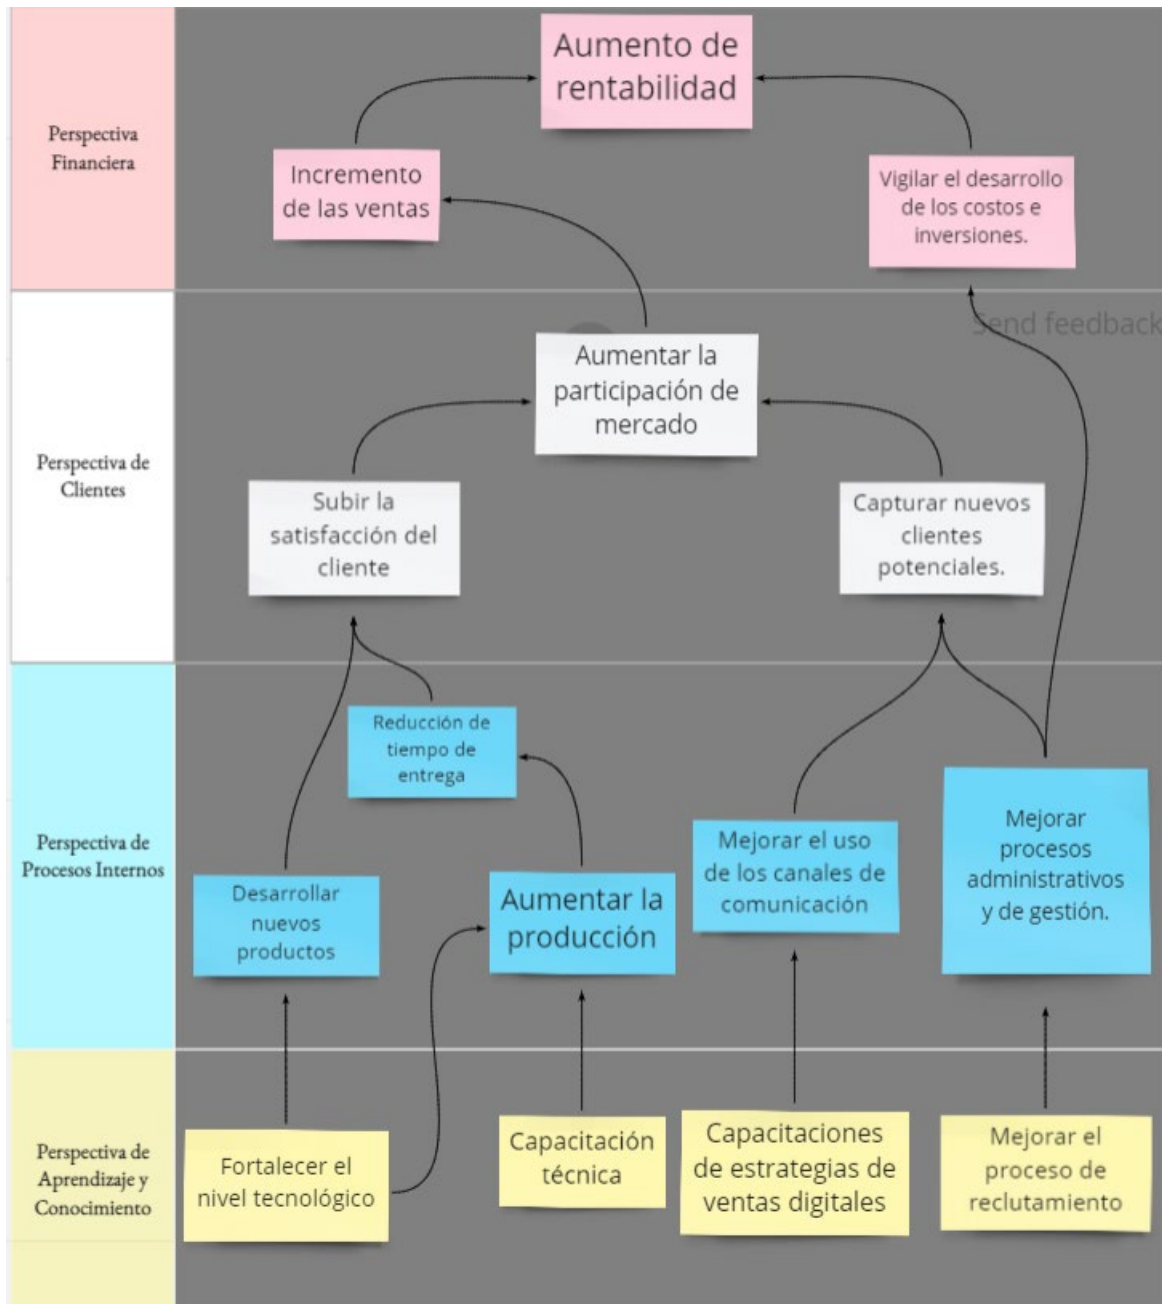 Aumento de
rentabilidad
Perspectiva
Financiera
Incremento
de las ventas
Vigilar el desarrollo
de los costos e
inversiones.
Send feedback
Aumentar la
participación de
mercado
Perspectiva de
Clientes
Subir la
satisfacción del
cliente
Capturar nuevos
clientes
potenciales.
Reducción de
tiempo de
entrega
Perspectiva de
Procesos Internos
Desarrollar
nuevos
productos
Aumentar la
producción
Mejorar el uso
de los canales de
comunicación
Mejorar
procesos
administrativos
y de gestión.
Perspectiva de
Aprendizaje y
Conocimiento
Fortalecer el
nivel tecnológico
Capacitación
técnica
Capacitaciones
de estrategias de
ventas digitales
Mejorar el
proceso de
reclutamiento